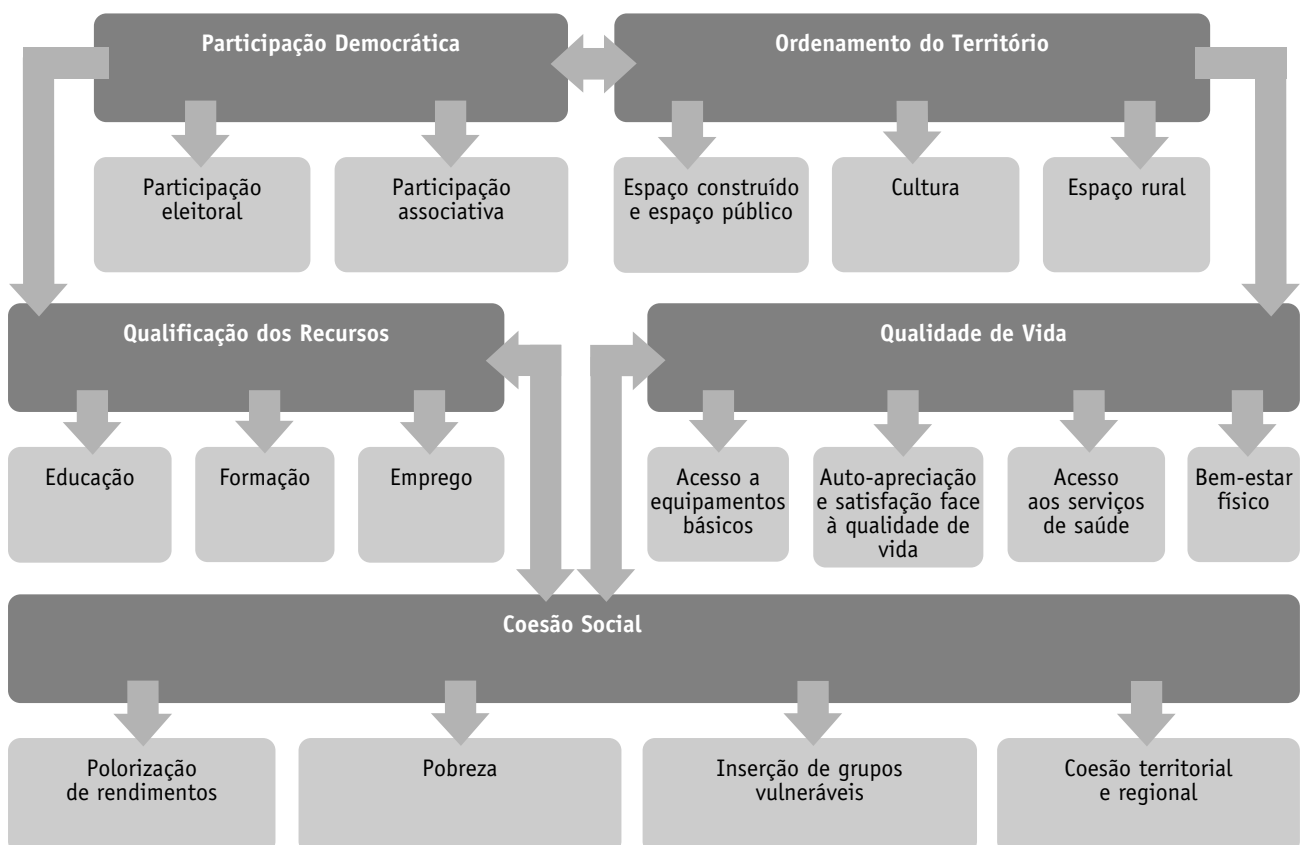 Participação Democrática
Ordenamento do Território
Participação
eleitoral
Participação
associativa
Espaço construído
e espaço público
Cultura
Espaço rural
Qualificação dos Recursos
Qualidade de Vida
Educação
Formação
Emprego
Acesso a
equipamentos
básicos
Auto-apreciação
e satisfação face
à qualidade de
vida
Acesso
aos serviços
de saúde
Bem-estar
físico
Coesão Social
Polorização
de rendimentos
Pobreza
Inserção de grupos
vulneráveis
Coesão territorial
e regional